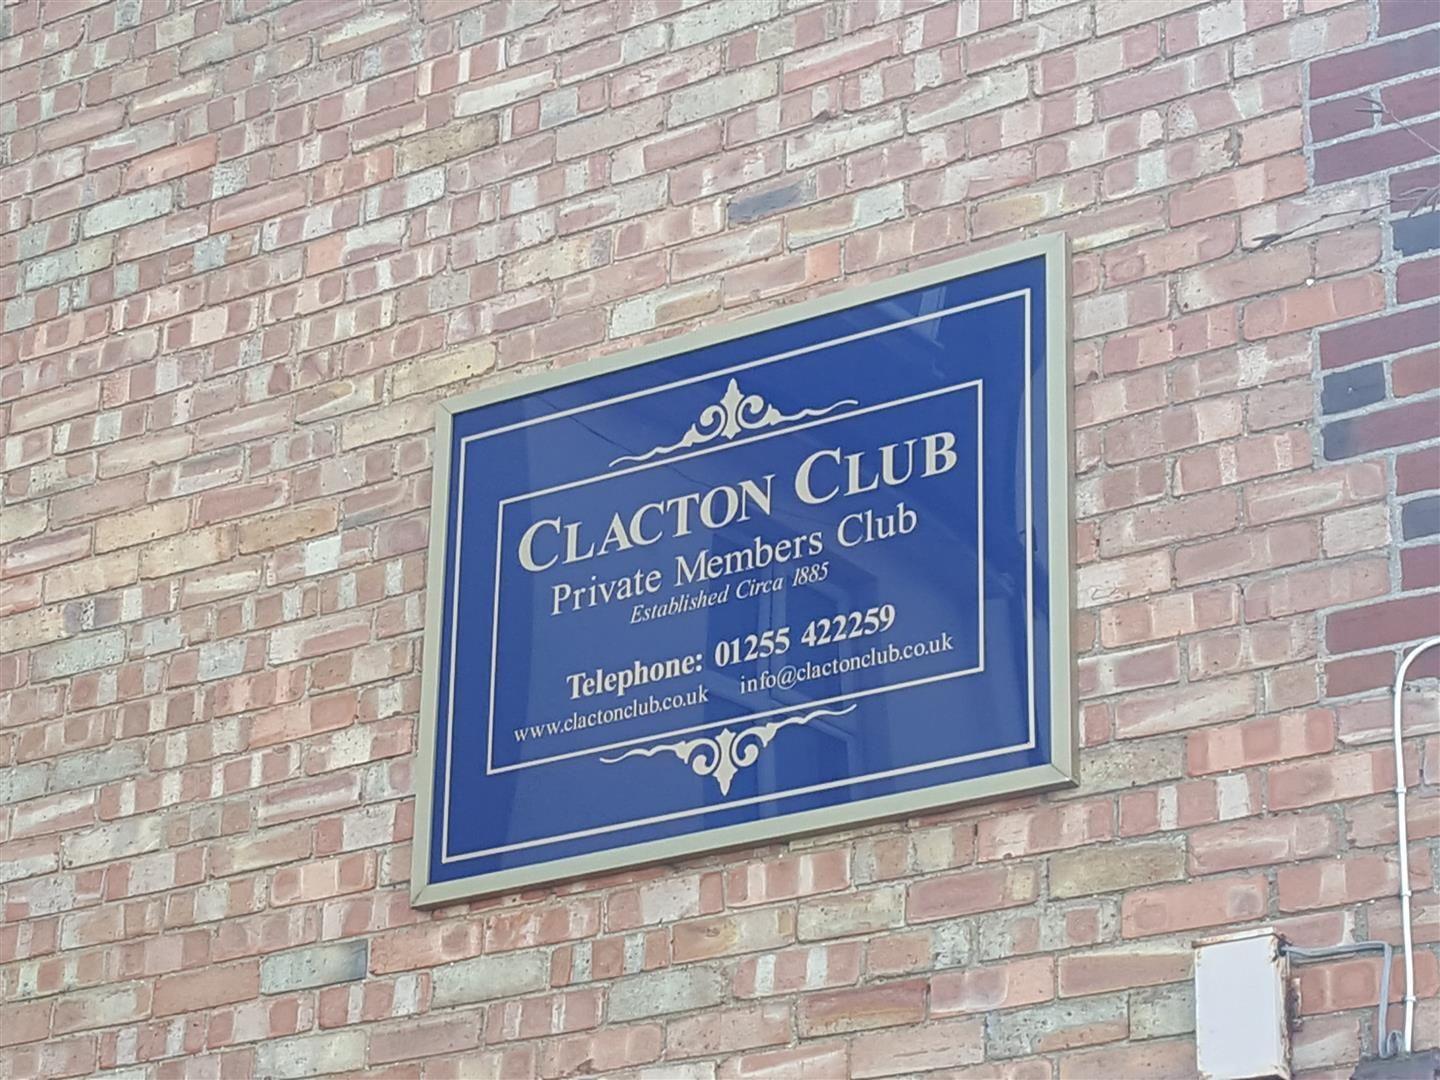 CLACTON CLUB
Private Members Club
Established Circa 1885
Telephone: 01255 422259
www.clactonclub.co.uk info@clactonclub.co.uk